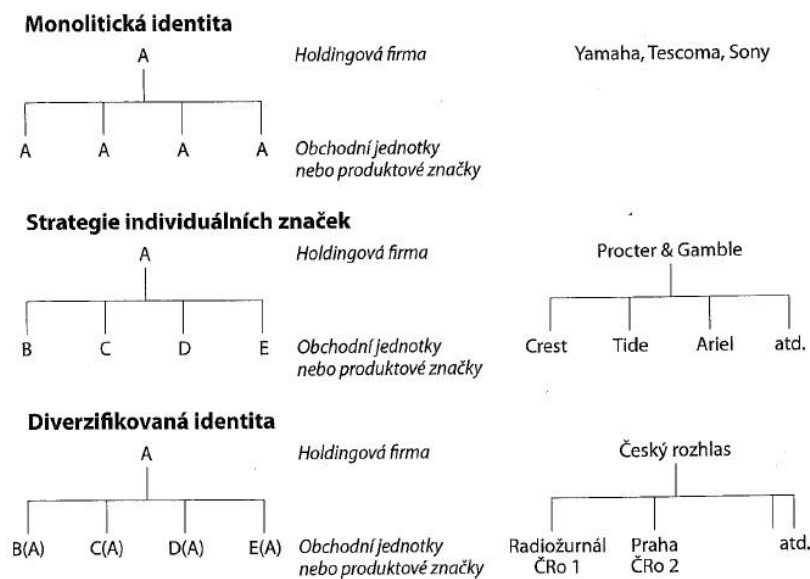 Monolitická identita
A
Holdingová firma
Yamaha, Tescoma, Sony
A A A A
Obchodní jednotky
nebo produktové značky
Strategie individuálních značek
A
Holdingová firma
Procter & Gamble
B C D E
Obchodní jednotky
nebo produktové značky
Crest Tide Ariel atd.
Diverzifikovaná identita
A
Holdingová firma
Český rozhlas
B(A) C(A) D(A) E(A)
Obchodní jednotky
nebo produktové značky
Radiožurnál Praha atd.
ČRo 1 ČRo 2